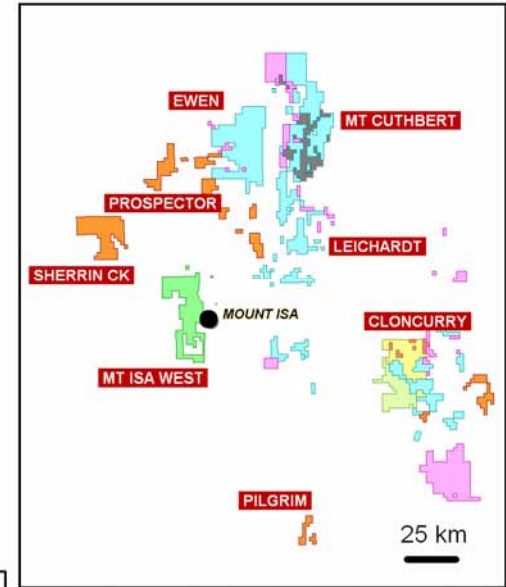 EWEN
MT CUTHBERT
PROSPECTOR
LEICHARDT
SHERRIN CK
MOUNT ISA
CLONCURRY
MT ISA WEST
PILGRIM
25 km